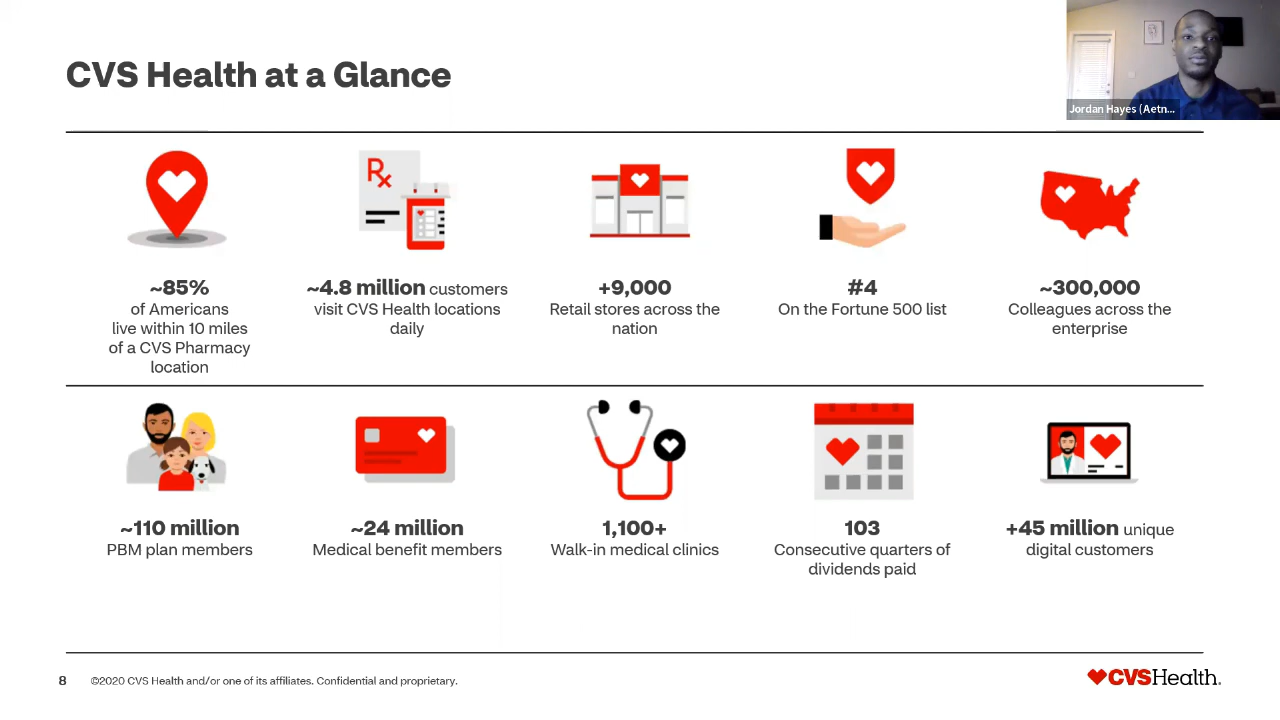 CVS Health at a Glance
Jordan Hayes (Aetn...
Rx
~85%
of Americans
live within 10 miles
of a CVS Pharmacy
location
~4.8 million customers
visit CVS Health locations
daily
+9,000
Retail stores across the
nation
#4
On the Fortune 500 list
~300,000
Colleagues across the
enterprise
~110 million
PBM plan members
~24 million
Medical benefit members
1,100+
Walk-in medical clinics
103
Consecutive quarters of
dividends paid
+45 million unique
digital customers
8 ©2020 CVS Health and/or one of its affiliates. Confidential and proprietary.
CVSHealth.